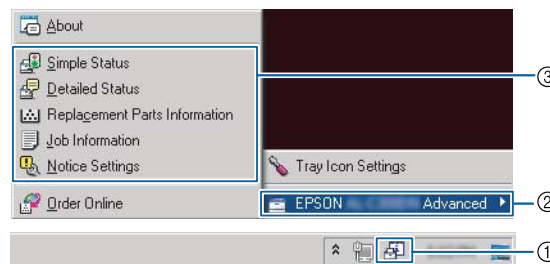 About
Simple Status
③
Detailed Status
Replacement Parts Information
Job Information
Notice Settings
Tray Icon Settings
Order Online
EPSON Advanced
②
①